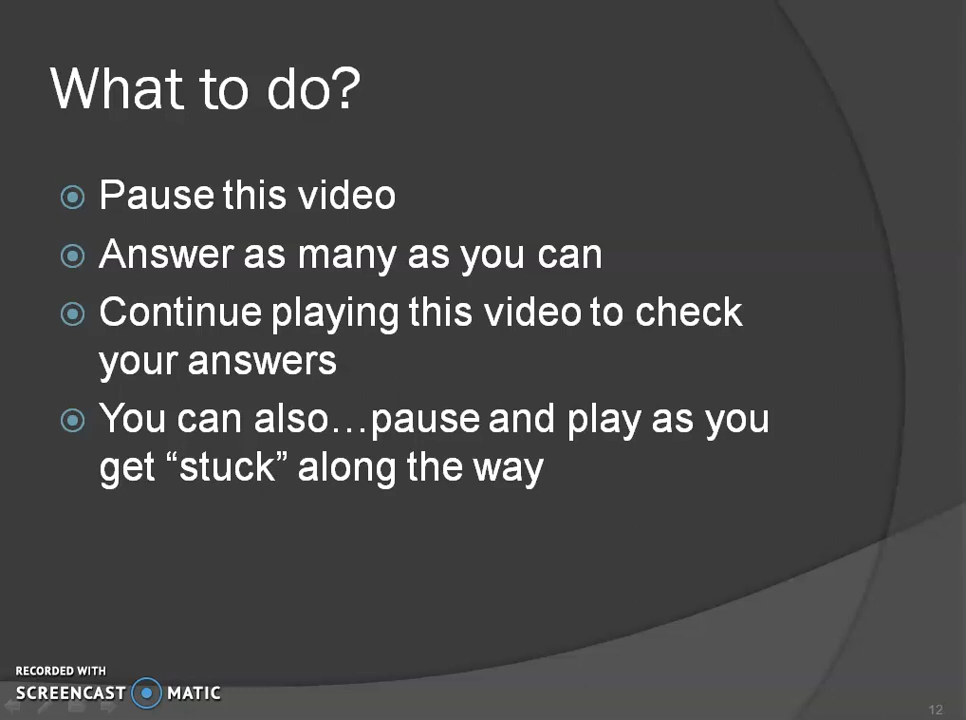 What to do?
Pause this video
Answer as many as you can
Continue playing this video to check
your answers
You can also…pause and play as you
get “stuck” along the way
RECORDED WITH
SCREENCAST MATIC
12